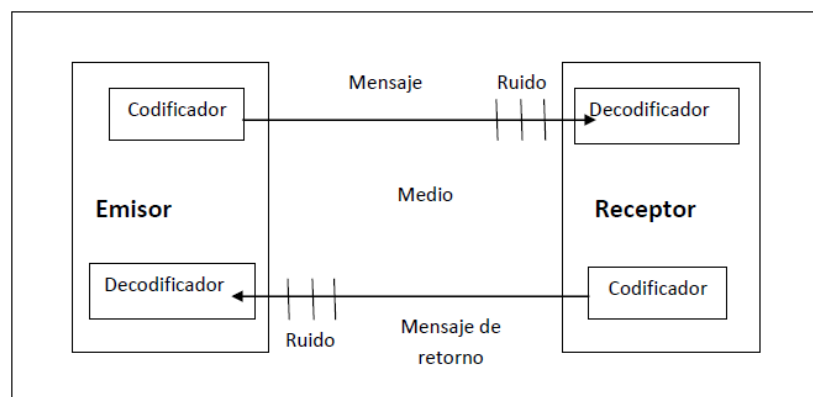 Mensaje
Ruido
Codificador
Decodificador
Emisor
Medio
Receptor
Decodificador
Codificador
Ruido
Mensaje de
retorno